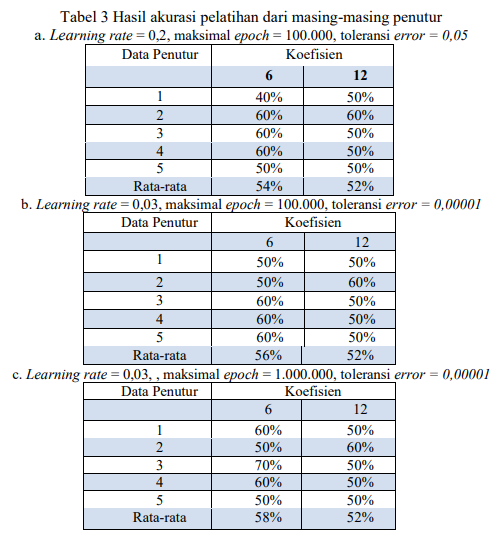 Tabel 3 Hasil akurasi pelatihan dari masing-masing penutur
a. Learning rate = 0,2, maksimal epoch = 100.000, toleransi error = 0,05
Data Penutur Koefisien
6 12
1 40% 50%
2 60% 60%
3 60% 50%
4 60% 50%
5 50% 50%
Rata-rata 54% 52%
b. Learning rate = 0,03, maksimal epoch = 100.000, toleransi error = 0,00001
Data Penutur Koefisien
6 12
1 50% 50%
2 50% 60%
3 60% 50%
4 60% 50%
5 60% 50%
Rata-rata 56% 52%
c. Learning rate = 0,03, , maksimal epoch = 1.000.000, toleransi error = 0,00001
Data Penutur Koefisien
6 12
1 60% 50%
2 50% 60%
3 70% 50%
4 60% 50%
5 50% 50%
Rata-rata 58% 52%